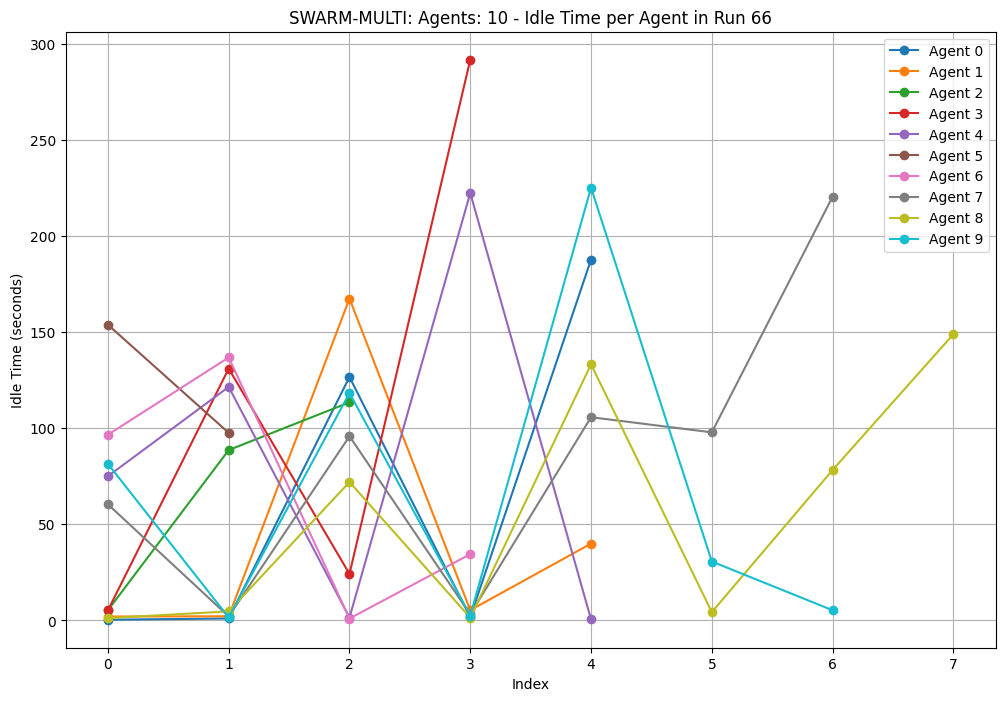 SWARM-MULTI: Agents: 10 - Idle Time per Agent in Run 66
300
250
200
150
100
50
0
Idle Time (seconds)
0 1 2 3 4 5 6 7
Index
Agent 0
Agent 1
Agent 2
Agent 3
Agent 4
Agent 5
Agent 6
Agent 7
Agent 8
Agent 9